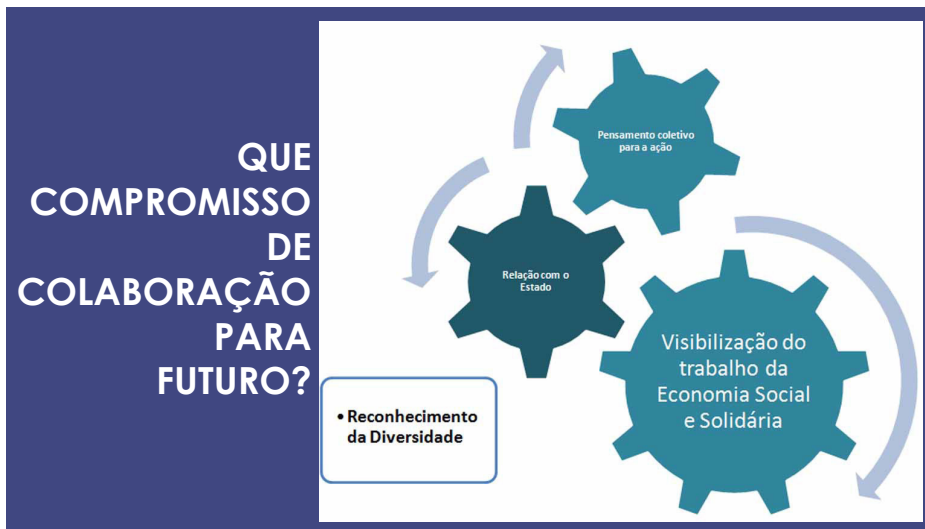 QUE
COMPROMISSO
DE
COLABORAÇÃO
PARA
FUTURO?
Pensamento coletivo
para a ação
Relação com o
Estado
Visibilização do
trabalho da
Economia Social
e Solidária
• Reconhecimento
da Diversidade